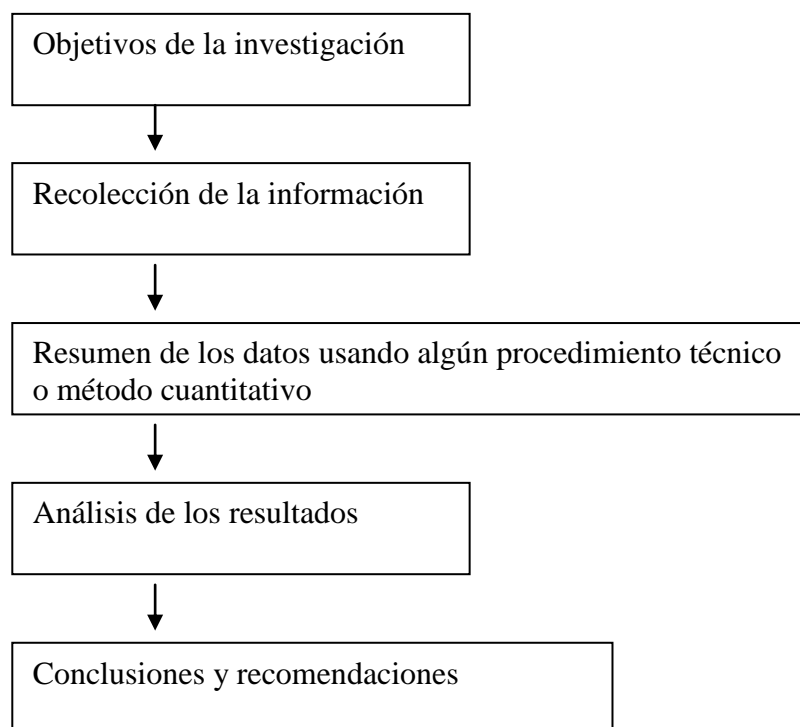 Objetivos de la investigación
Recolección de la información
Resumen de los datos usando algún procedimiento técnico
o método cuantitativo
Análisis de los resultados
Conclusiones y recomendaciones